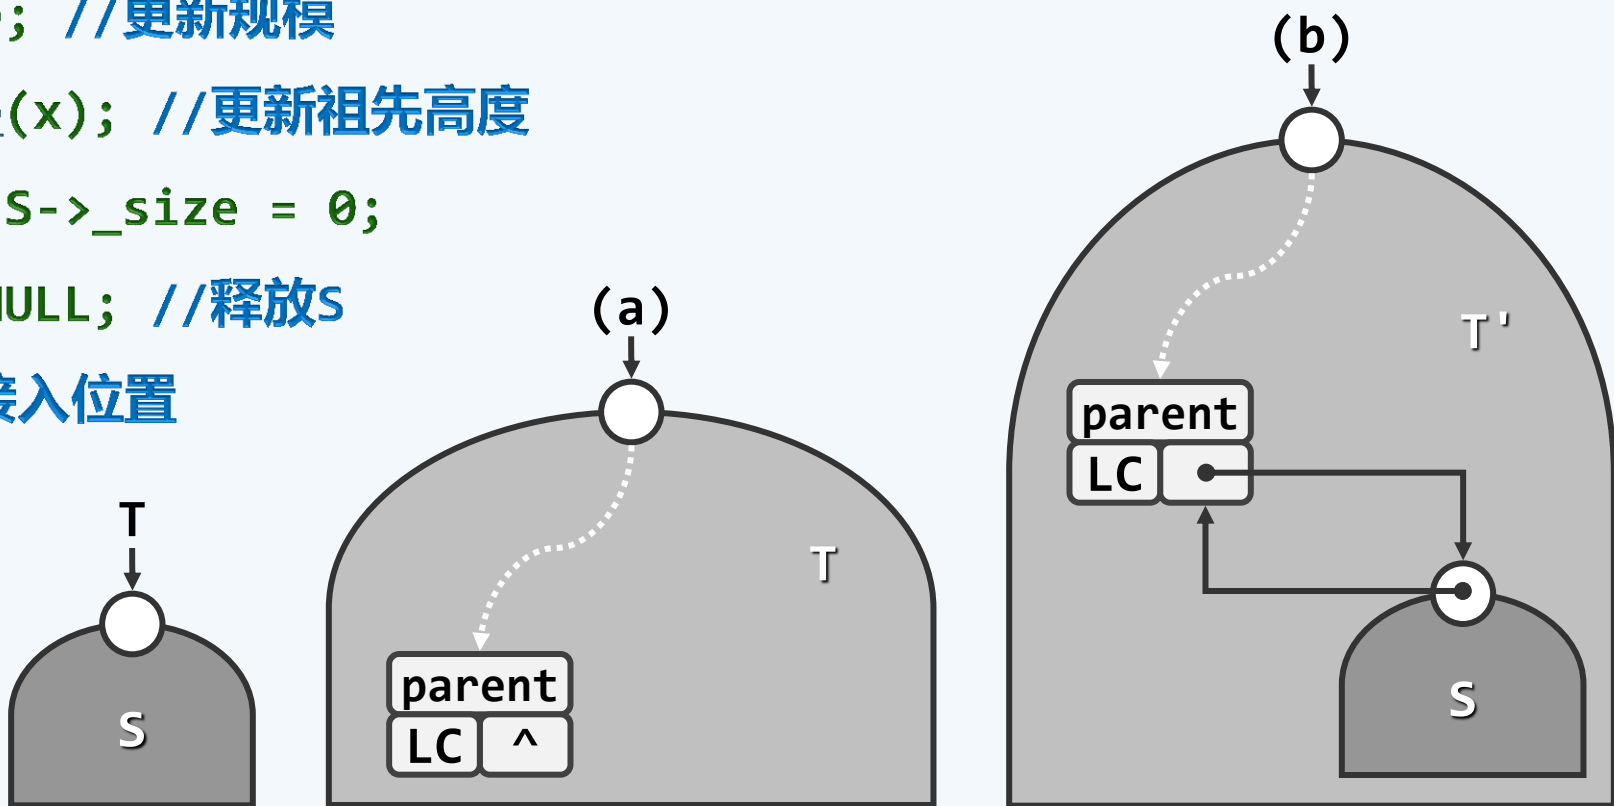 ; //更新规模
(x); //更新祖先高度
S->_size = 0;
NULL; //释放S
接入位置
(a)
(b)
T
S
T
parent
LC ^
T'
parent
LC
S